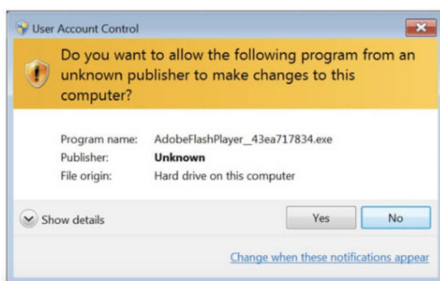 User Account Control
Do you want to allow the following program from an
unknown publisher to make changes to this
computer?
Program name: AdobeFlashPlayer_43ea717834.exe
Publisher: Unknown
File origin: Hard drive on this computer
Show details
Yes
No
Change when these notifications appear